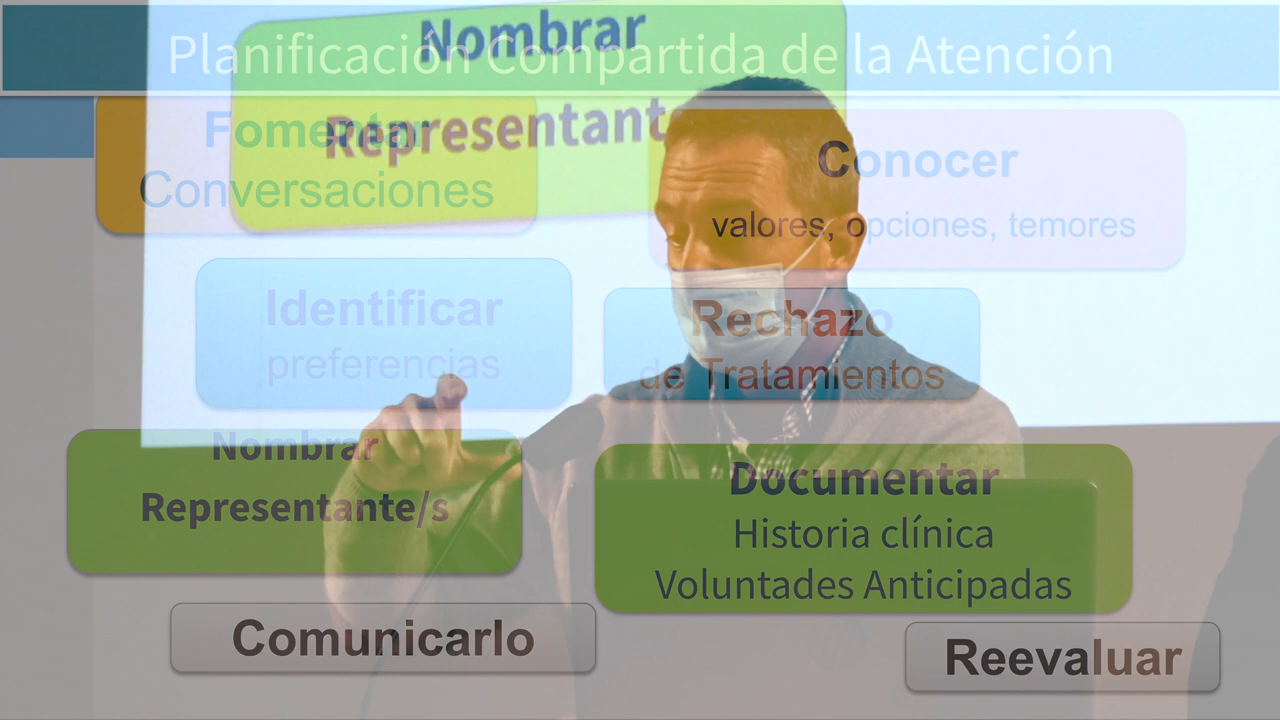 Planificación Compartida de la Atención
Nombrar
Representant
Fomentar
Conversaciones
Conocer
valores, opciones, temores
Identificar
preferencias
Rechazo
de Tratamientos
Nombrar
Representante/s
Documentar
Historia clínica
Voluntades Anticipadas
Comunicarlo
Reevaluar